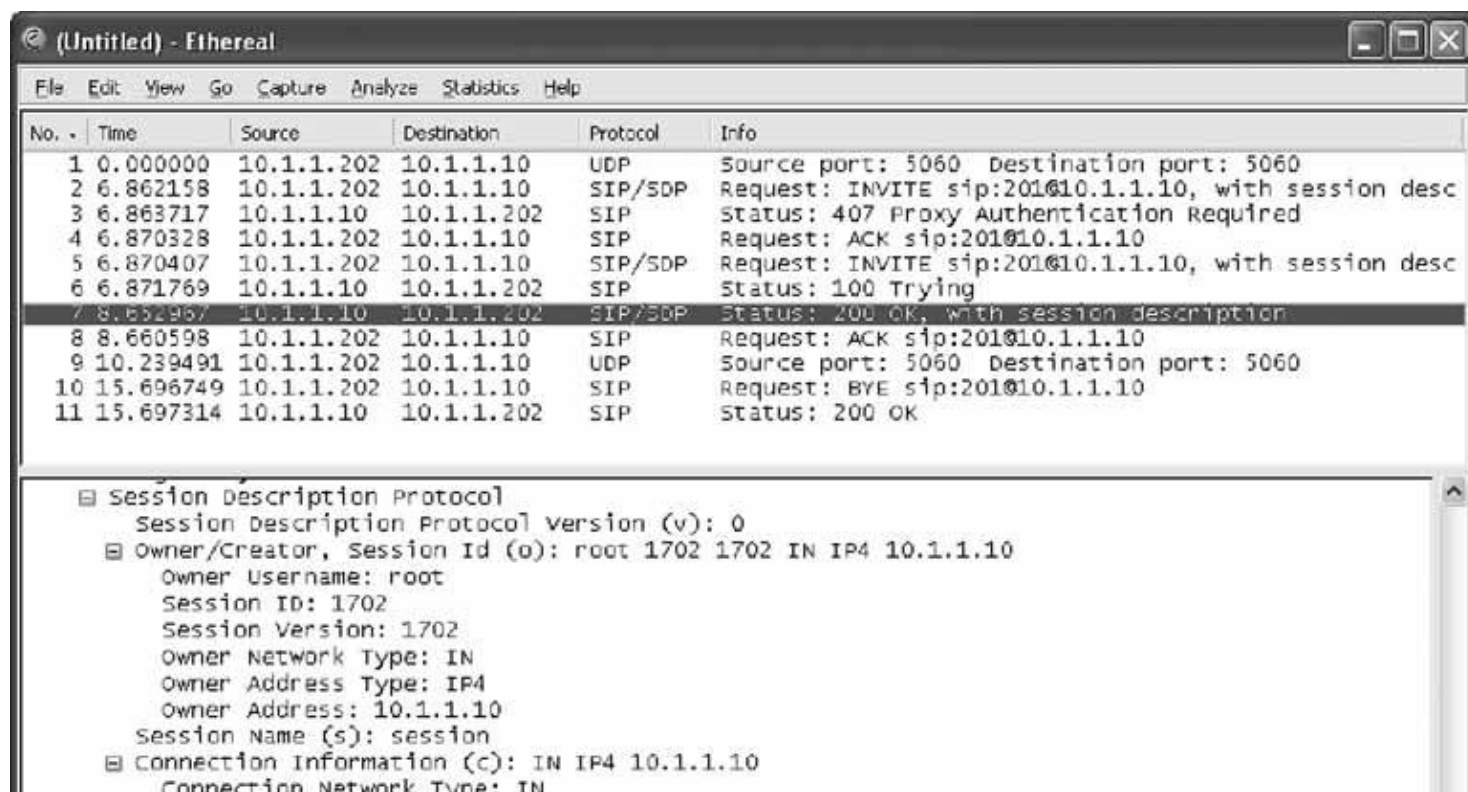 (Untitled) - Ethereal
File Edit View Go Capture Analyze Statistics Help
No. Time Source Destination Protocol Info
1 0.000000 10.1.1.202 10.1.1.10 UDP Source port: 5060 Destination port: 5060
2 6.862158 10.1.1.202 10.1.1.10 SIP/SDP Request: INVITE sip:201@10.1.1.10, with session desc
3 6.863717 10.1.1.10 10.1.1.202 SIP Status: 407 Proxy Authentication Required
4 6.870328 10.1.1.202 10.1.1.10 SIP Request: ACK sip:201@10.1.1.10
5 6.870407 10.1.1.202 10.1.1.10 SIP/SDP Request: INVITE sip:201@10.1.1.10, with session desc
6 6.871769 10.1.1.10 10.1.1.202 SIP Status: 100 Trying
7 8.652967 10.1.1.10 10.1.1.202 SIP/SDP Status: 200 OK, with session description
8 8.660598 10.1.1.202 10.1.1.10 SIP Request: ACK sip:201@10.1.1.10
9 10.239491 10.1.1.202 10.1.1.10 UDP Source port: 5060 Destination port: 5060
10 15.696749 10.1.1.202 10.1.1.10 SIP Request: BYE sip:201@10.1.1.10
11 15.697314 10.1.1.10 10.1.1.202 SIP Status: 200 OK
Session Description Protocol
Session Description Protocol Version (v): 0
Owner/Creator, Session Id (o): root 1702 1702 IN IP4 10.1.1.10
Owner Username: root
Session ID: 1702
Session Version: 1702
Owner Network Type: IN
Owner Address Type: IP4
Owner Address: 10.1.1.10
Session Name (s): session
Connection Information (c): IN IP4 10.1.1.10
Connection Network Type: IN